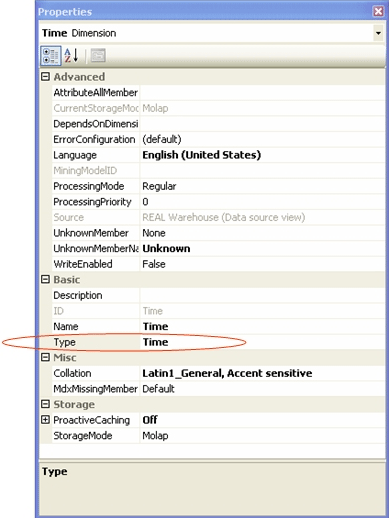 Properties
Time Dimension
Advanced
AttributeAllMember
CurrentStorageMod Molap
DependsOnDimensi
ErrorConfiguration (default)
Language English (United States)
MiningModelID
ProcessingMode Regular
ProcessingPriority 0
Source REAL Warehouse (Data source view)
UnknownMember None
UnknownMemberNa Unknown
WriteEnabled False
Basic
Description
ID Time
Name Time
Type Time
Misc
Collation Latin1_General, Accent sensitive
MdxMissingMember Default
Storage
ProactiveCaching Off
StorageMode Molap
Type